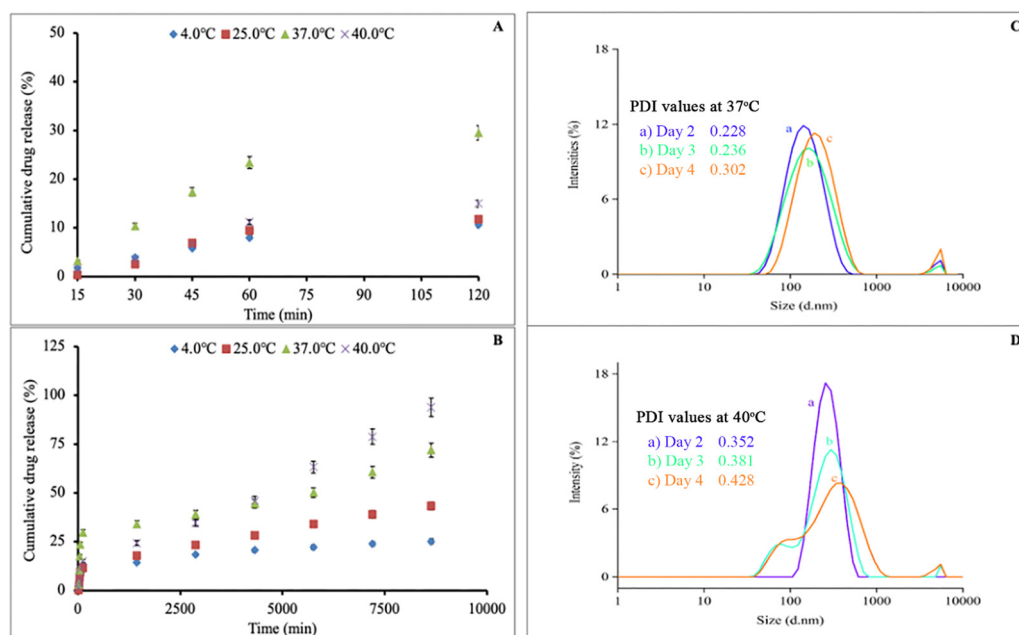 A
4.0°C 25.0°C 37.0°C 40.0°C
50
40
30
20
10
0
Cumulative drug release (%)
15 30 45 60 75 90 105 120
Time (min)
B
4.0°C 25.0°C 37.0°C 40.0°C
125
100
75
50
25
0
Cumulative drug release (%)
0 2500 5000 7500 10000
Time (min)
C
18
12
6
0
Intensities (%)
PDI values at 37°C
a) Day 2 0.228
b) Day 3 0.236
c) Day 4 0.302
a
b
c
1 10 100 1000 10000
Size (d.nm)
D
18
12
6
0
Intensity (%)
PDI values at 40°C
a) Day 2 0.352
b) Day 3 0.381
c) Day 4 0.428
a
b
c
1 10 100 1000 10000
Size (d.nm)